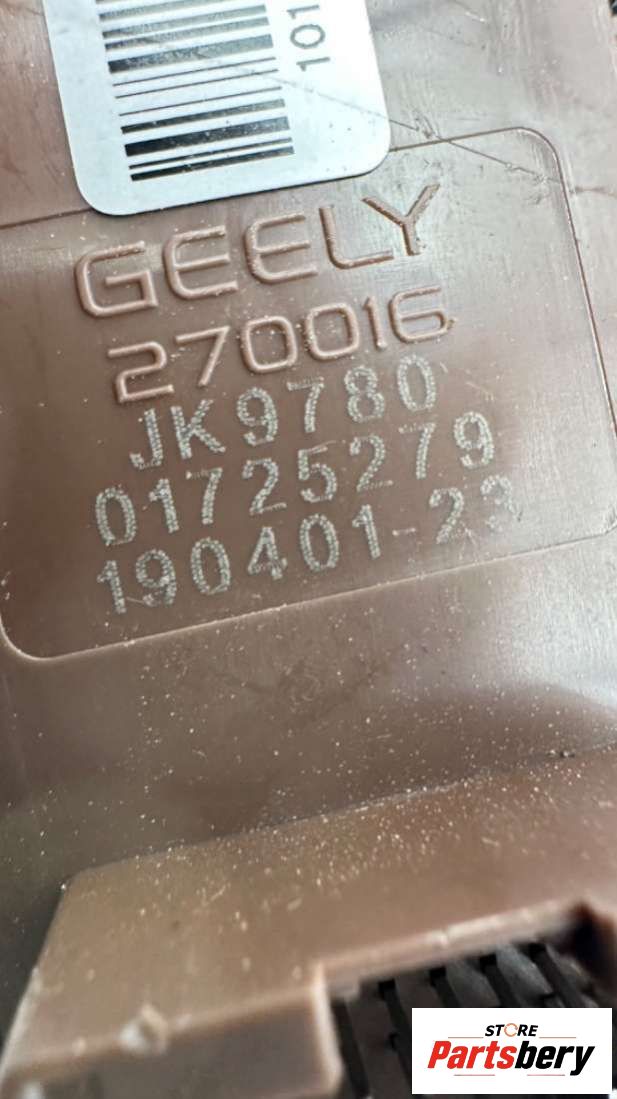 101
GEELY
270016
JK9780
01725279
190401-23
STORE
Partsbery